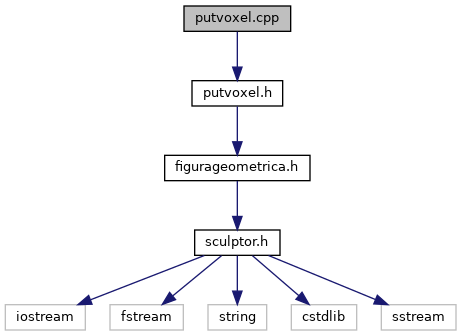 putvoxel.cpp
putvoxel.h
figurageometrica.h
sculptor.h
iostream
fstream
string
cstdlib
sstream